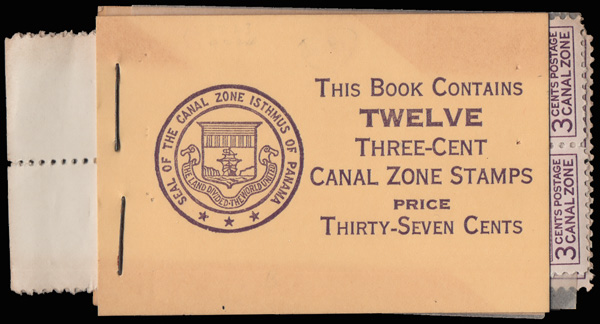 THIS BOOK CONTAINS
TWELVE
THREE-CENT
CANAL ZONE STAMPS
PRICE
THIRTY-SEVEN CENTS
SEAL OF THE CANAL ZONE ISTHMUS OF PANAMA
THE LAND DIVIDED · THE WORLD UNITED
3 CENTS POSTAGE
CANAL ZONE
3 CENTS POSTAGE
CANAL ZONE